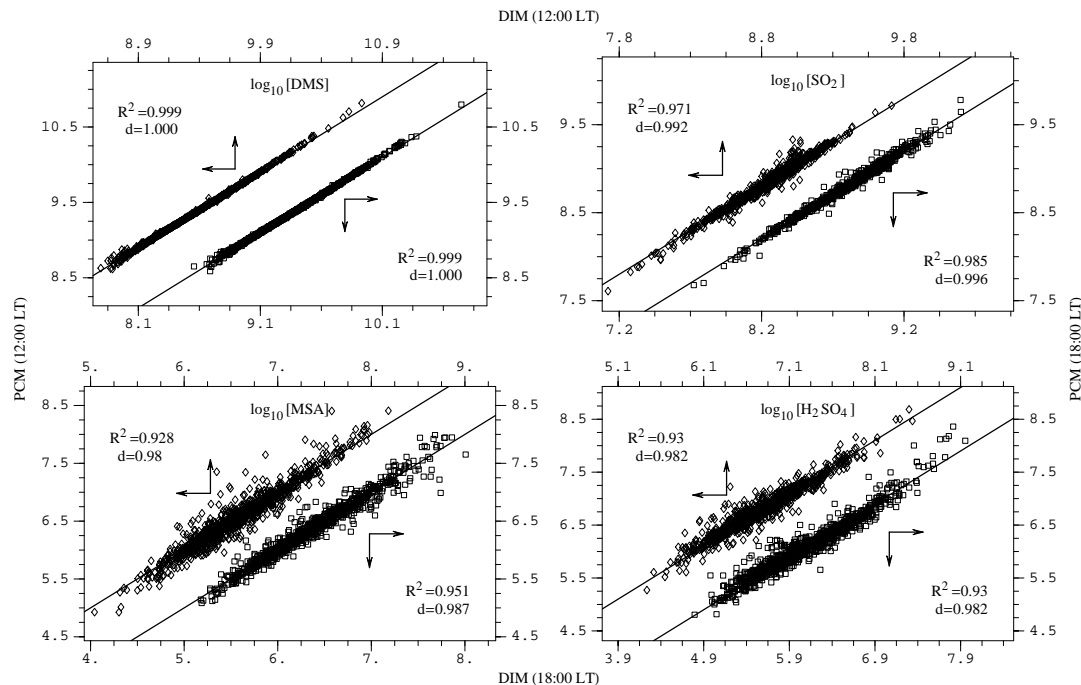 DIM (12:00 LT)
8.9 9.9 10.9
7.8 8.8 9.8
log10 [DMS]
R2=0.999
d=1.000
10.5 10.5
9.5 9.5
8.5 8.5
R2=0.999
d=1.000
8.1 9.1 10.1
log10 [SO2]
R2=0.971
d=0.992
9.5 9.5
8.5 8.5
7.5 7.5
R2=0.985
d=0.996
7.2 8.2 9.2
PCM (12:00 LT)
PCM (18:00 LT)
5. 6. 7. 8. 9.
5.1 6.1 7.1 8.1 9.1
log10 [MSA]
R2=0.928
d=0.98
8.5 8.5
7.5 7.5
6.5 6.5
5.5 5.5
4.5 4.5
R2=0.951
d=0.987
4. 5. 6. 7. 8.
log10 [H2SO4]
R2=0.93
d=0.982
8.5 8.5
7.5 7.5
6.5 6.5
5.5 5.5
4.5 4.5
R2=0.93
d=0.982
3.9 4.9 5.9 6.9 7.9
DIM (18:00 LT)